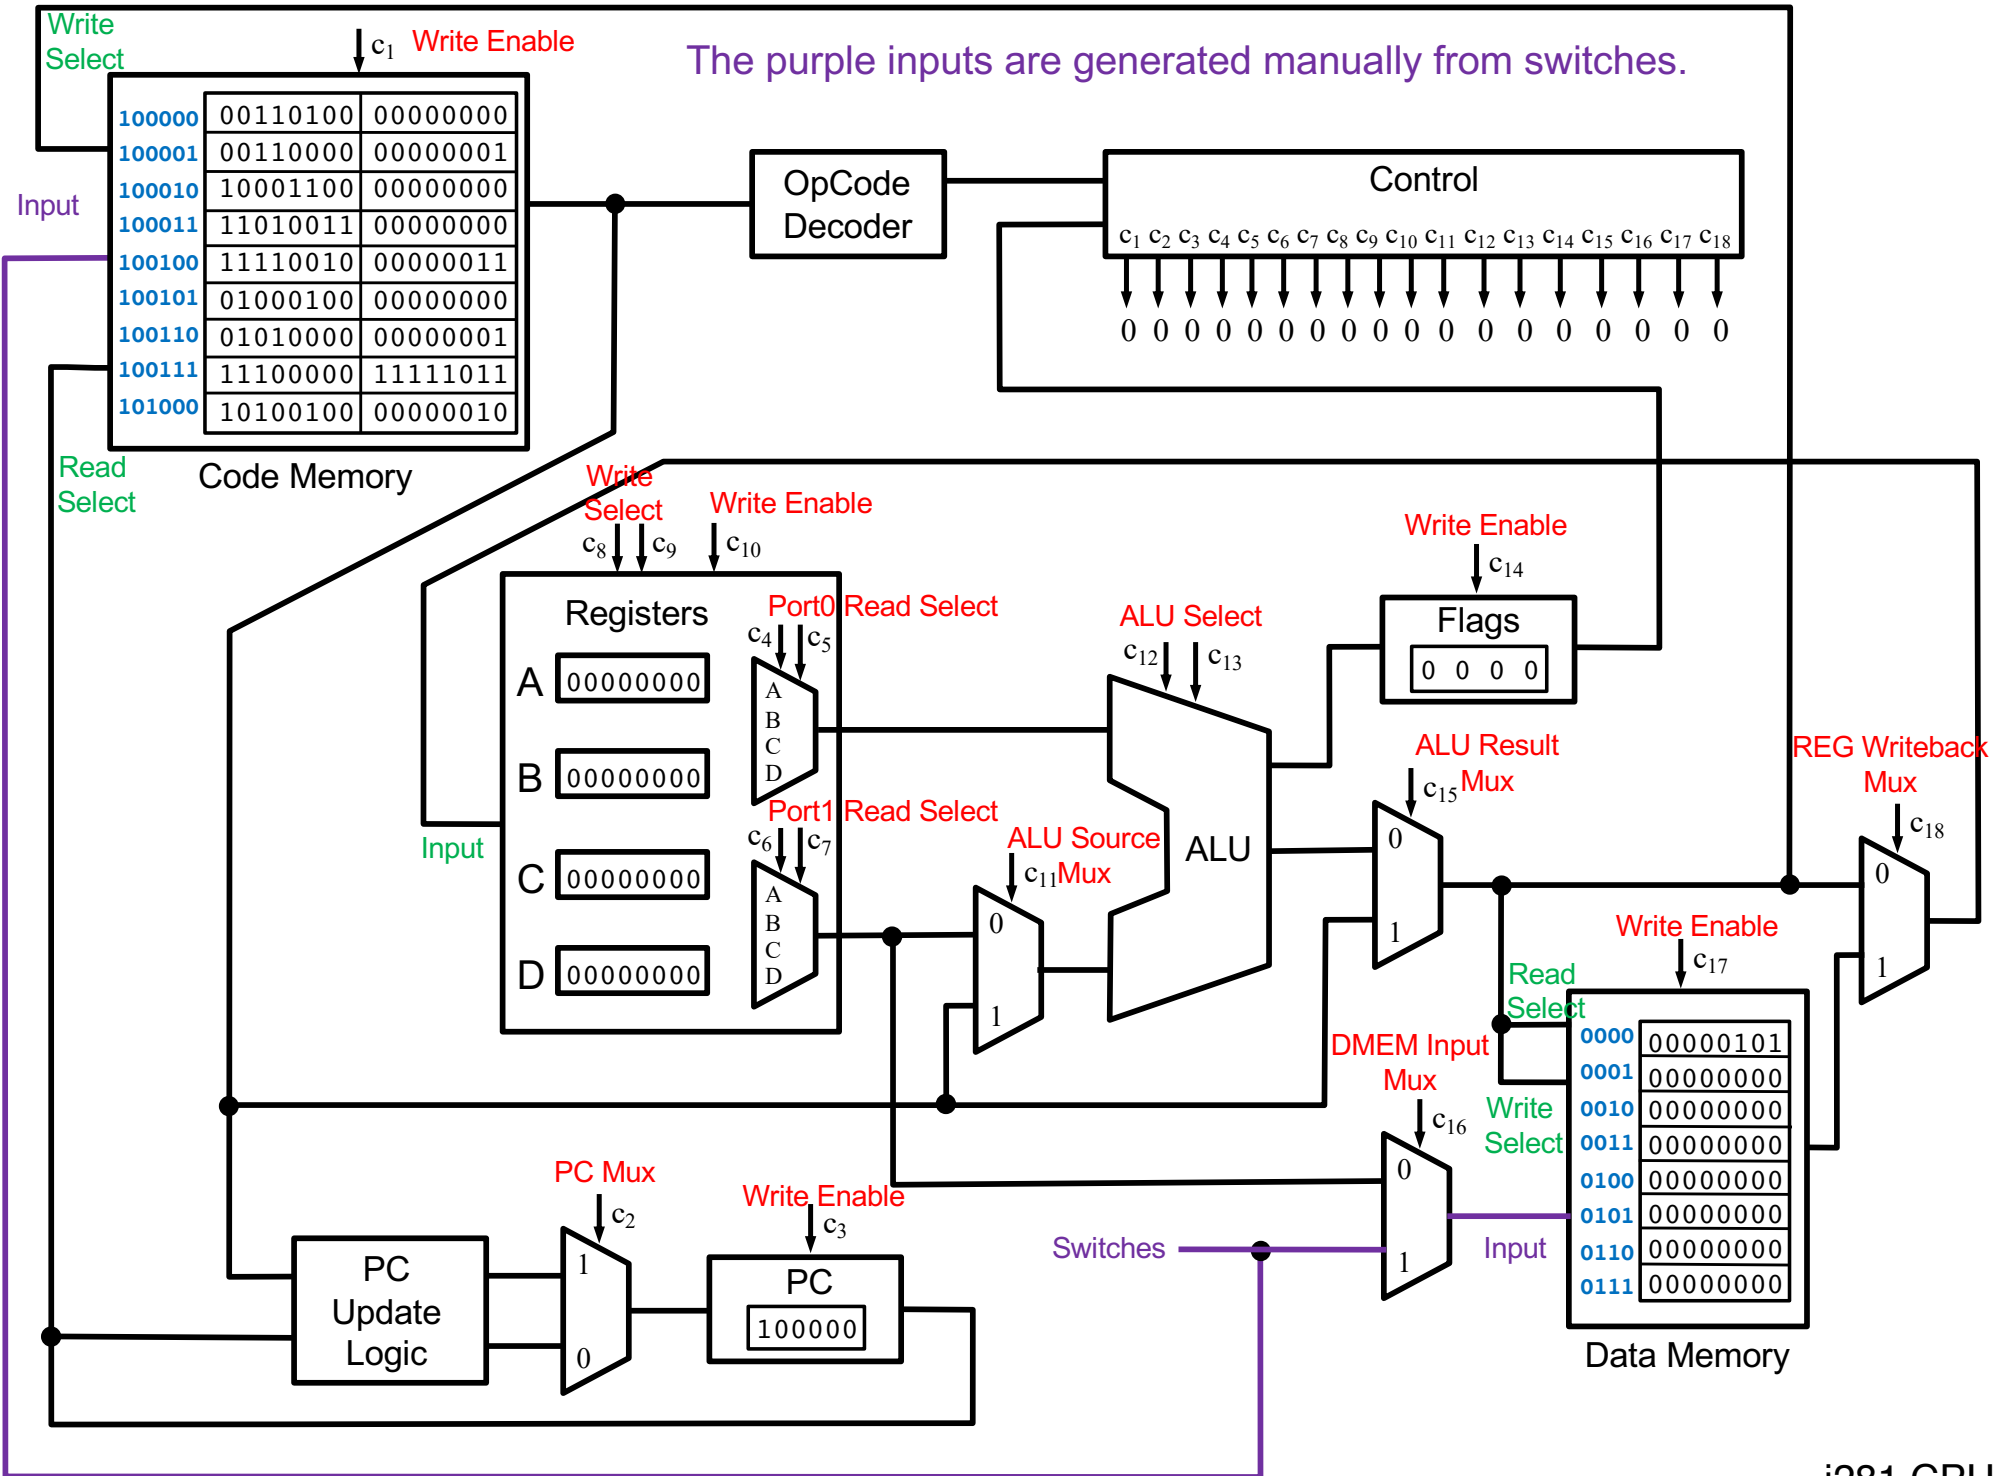 Write
Select
c1 Write Enable
The purple inputs are generated manually from switches.
100000 00110100 00000000
100001 00110000 00000001
100010 10001100 00000000
100011 11010011 00000000
100100 11110010 00000011
100101 01000100 00000000
100110 01010000 00000001
100111 11100000 11111011
101000 10100100 00000010
Input
Read
Select
Code Memory
OpCode
Decoder
Control
c1 c2 c3 c4 c5 c6 c7 c8 c9 c10 c11 c12 c13 c14 c15 c16 c17 c18
0 0 0 0 0 0 0 0 0 0 0 0 0 0 0 0 0 0
Write
Select
c8 c9
Write Enable
c10
Registers
A 00000000
B 00000000
C 00000000
D 00000000
Input
Port0 Read Select
c4 c5
A
B
C
D
Port1 Read Select
c6 c7
A
B
C
D
ALU Source
Mux
c11
0
1
ALU Select
c12 c13
ALU
Write Enable
c14
Flags
0 0 0 0
ALU Result
Mux
c15
0
1
REG Writeback
Mux
c18
0
1
Write Enable
c17
Read
Select
Write
Select
0000 00000101
0001 00000000
0010 00000000
0011 00000000
0100 00000000
0101 00000000
0110 00000000
0111 00000000
Data Memory
DMEM Input
Mux
c16
0
1
Switches
Input
PC Mux
c2
1
0
Write Enable
c3
PC
100000
PC
Update
Logic